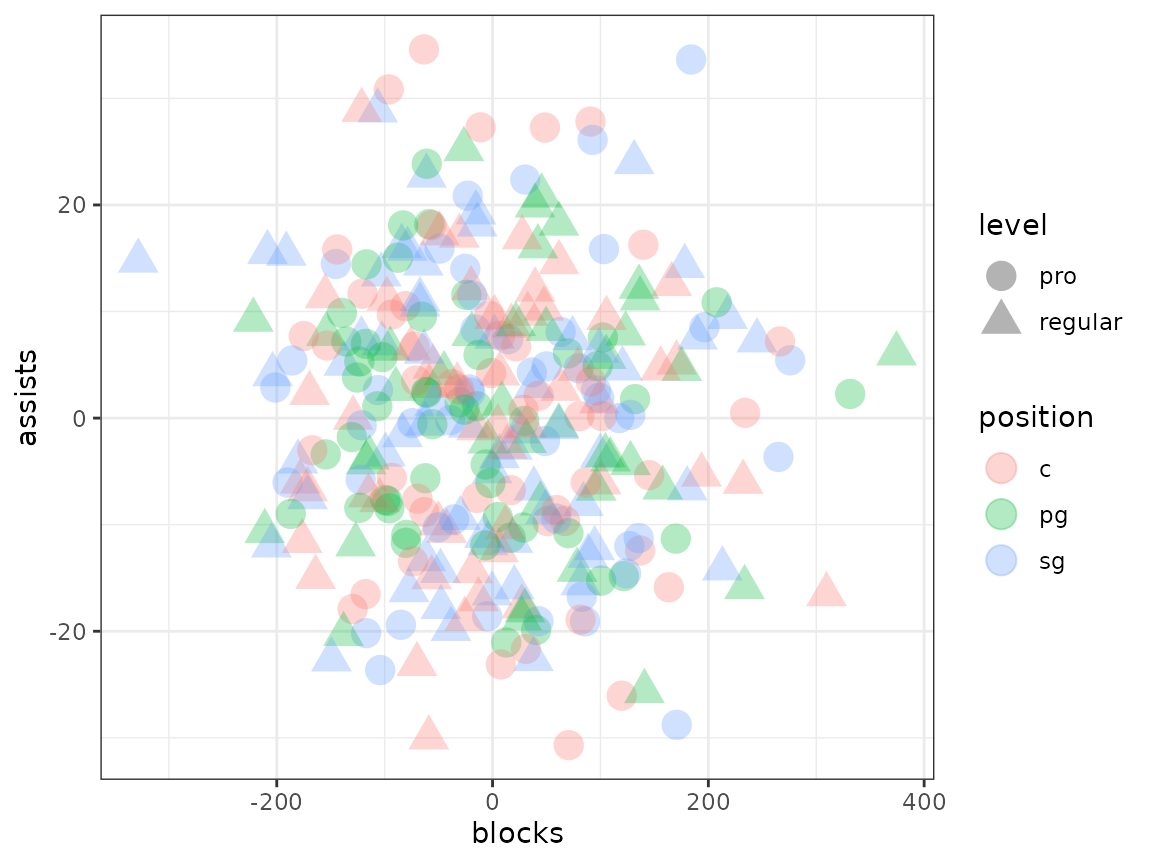 20
0
-20
assists
-200 0 200 400
blocks
level
pro
regular
position
c
pg
sg